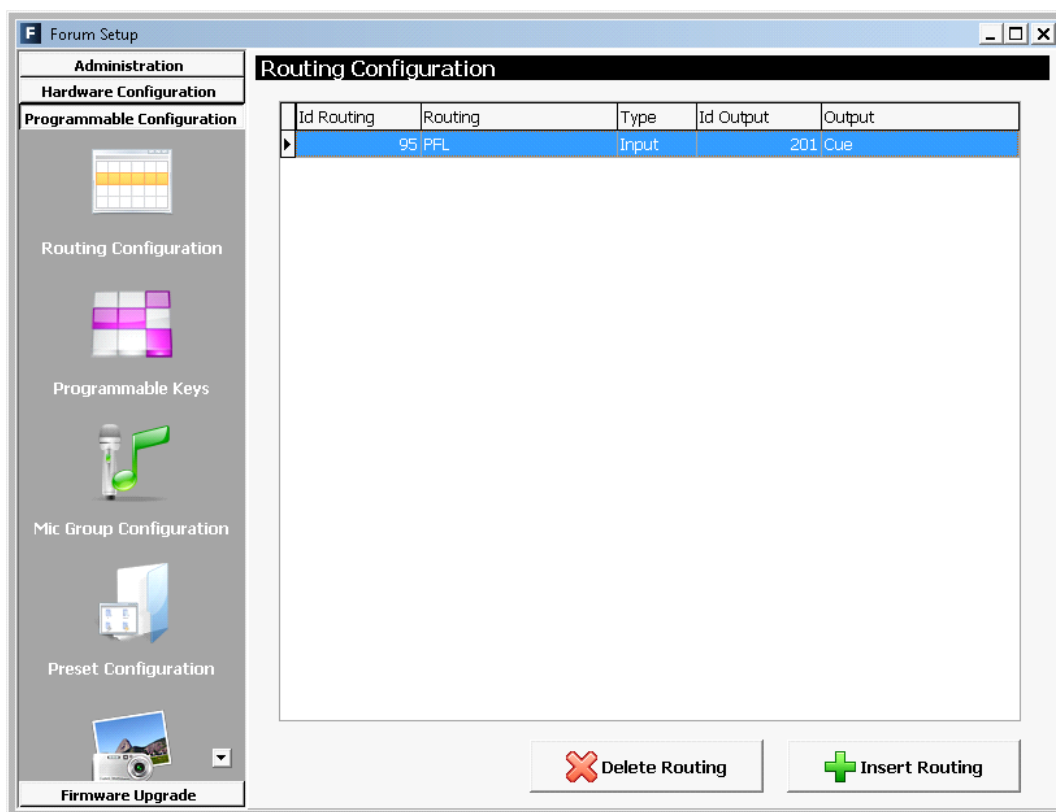 F Forum Setup
Administration
Hardware Configuration
Programmable Configuration
Routing Configuration
Programmable Keys
Mic Group Configuration
Preset Configuration
Firmware Upgrade
Routing Configuration
Id Routing Routing Type Id Output Output
95 PFL Input 201 Cue
Delete Routing Insert Routing